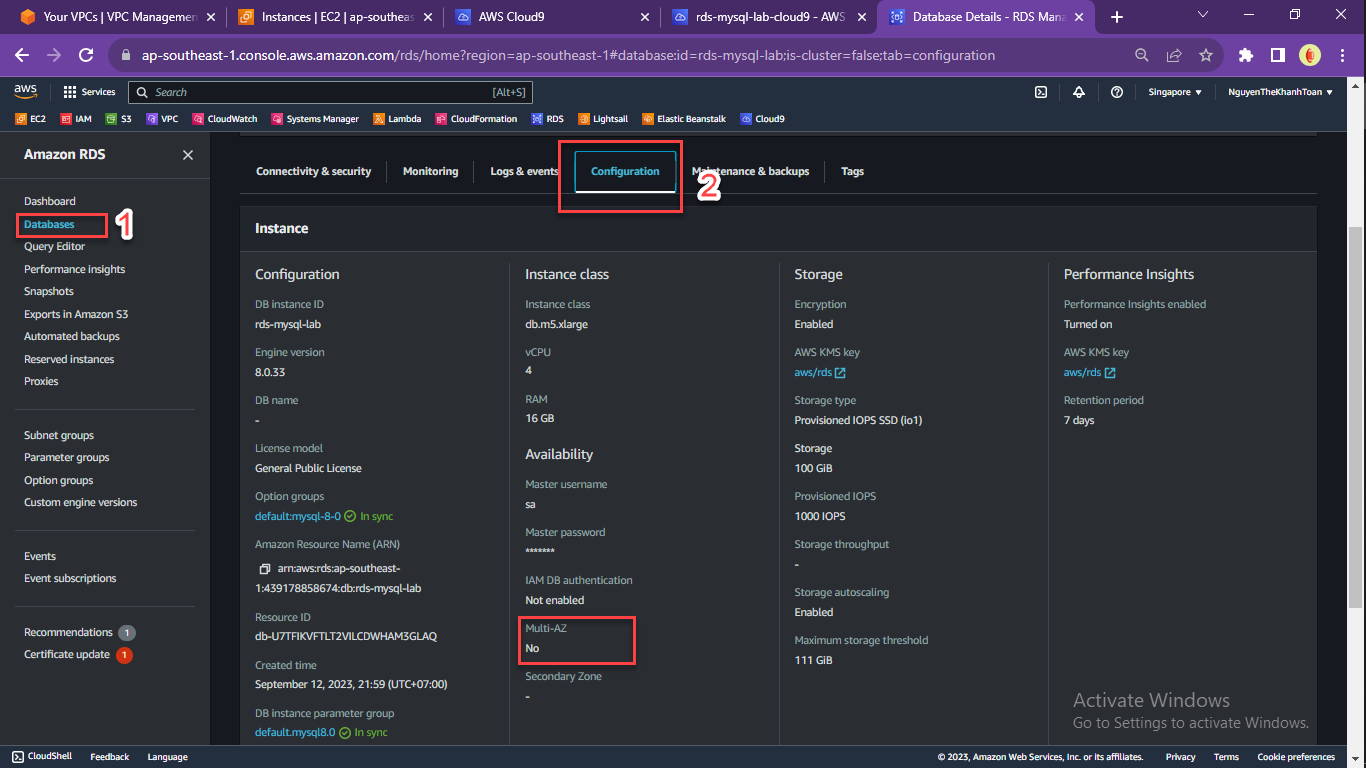 Your VPCs | VPC Managemen
Instances | EC2 | ap-southeas
AWS Cloud9
rds-mysql-lab-cloud9 - AWS
Database Details - RDS Mana
ap-southeast-1.console.aws.amazon.com/rds/home?region=ap-southeast-1#database:id=rds-mysql-lab;is-cluster=false;tab=configuration
aws
Services
Search
[Alt+S]
Singapore
NguyenTheKhanhToan
EC2
IAM
S3
VPC
CloudWatch
Systems Manager
Lambda
CloudFormation
RDS
Lightsail
Elastic Beanstalk
Cloud9
Amazon RDS
Dashboard
Databases
1
Query Editor
Performance insights
Snapshots
Exports in Amazon S3
Automated backups
Reserved instances
Proxies
Subnet groups
Parameter groups
Option groups
Custom engine versions
Events
Event subscriptions
Recommendations 1
Certificate update 1
Connectivity & security
Monitoring
Logs & events
Configuration
2
Maintenance & backups
Tags
Instance
Configuration
DB instance ID
rds-mysql-lab
Engine version
8.0.33
DB name
-
License model
General Public License
Option groups
default:mysql-8-0 In sync
Amazon Resource Name (ARN)
arn:aws:rds:ap-southeast-
1:439178858674:db:rds-mysql-lab
Resource ID
db-U7TFIKVFTLT2VILCDWHAM3GLAQ
Created time
September 12, 2023, 21:59 (UTC+07:00)
DB instance parameter group
default.mysql8.0 In sync
Instance class
Instance class
db.m5.xlarge
vCPU
4
RAM
16 GB
Availability
Master username
sa
Master password
*******
IAM DB authentication
Not enabled
Multi-AZ
No
Secondary Zone
-
Storage
Encryption
Enabled
AWS KMS key
aws/rds
Storage type
Provisioned IOPS SSD (io1)
Storage
100 GiB
Provisioned IOPS
1000 IOPS
Storage throughput
-
Storage autoscaling
Enabled
Maximum storage threshold
111 GiB
Performance Insights
Performance Insights enabled
Turned on
AWS KMS key
aws/rds
Retention period
7 days
Activate Windows
Go to Settings to activate Windows.
CloudShell
Feedback
Language
© 2023, Amazon Web Services, Inc. or its affiliates.
Privacy
Terms
Cookie preferences